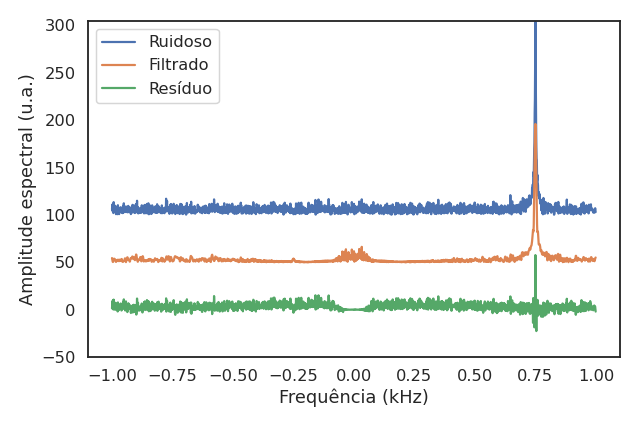 300
250
200
150
100
50
0
−50
Amplitude espectral (u.a.)
Ruidoso
Filtrado
Resíduo
−1.00 −0.75 −0.50 −0.25 0.00 0.25 0.50 0.75 1.00
Frequência (kHz)